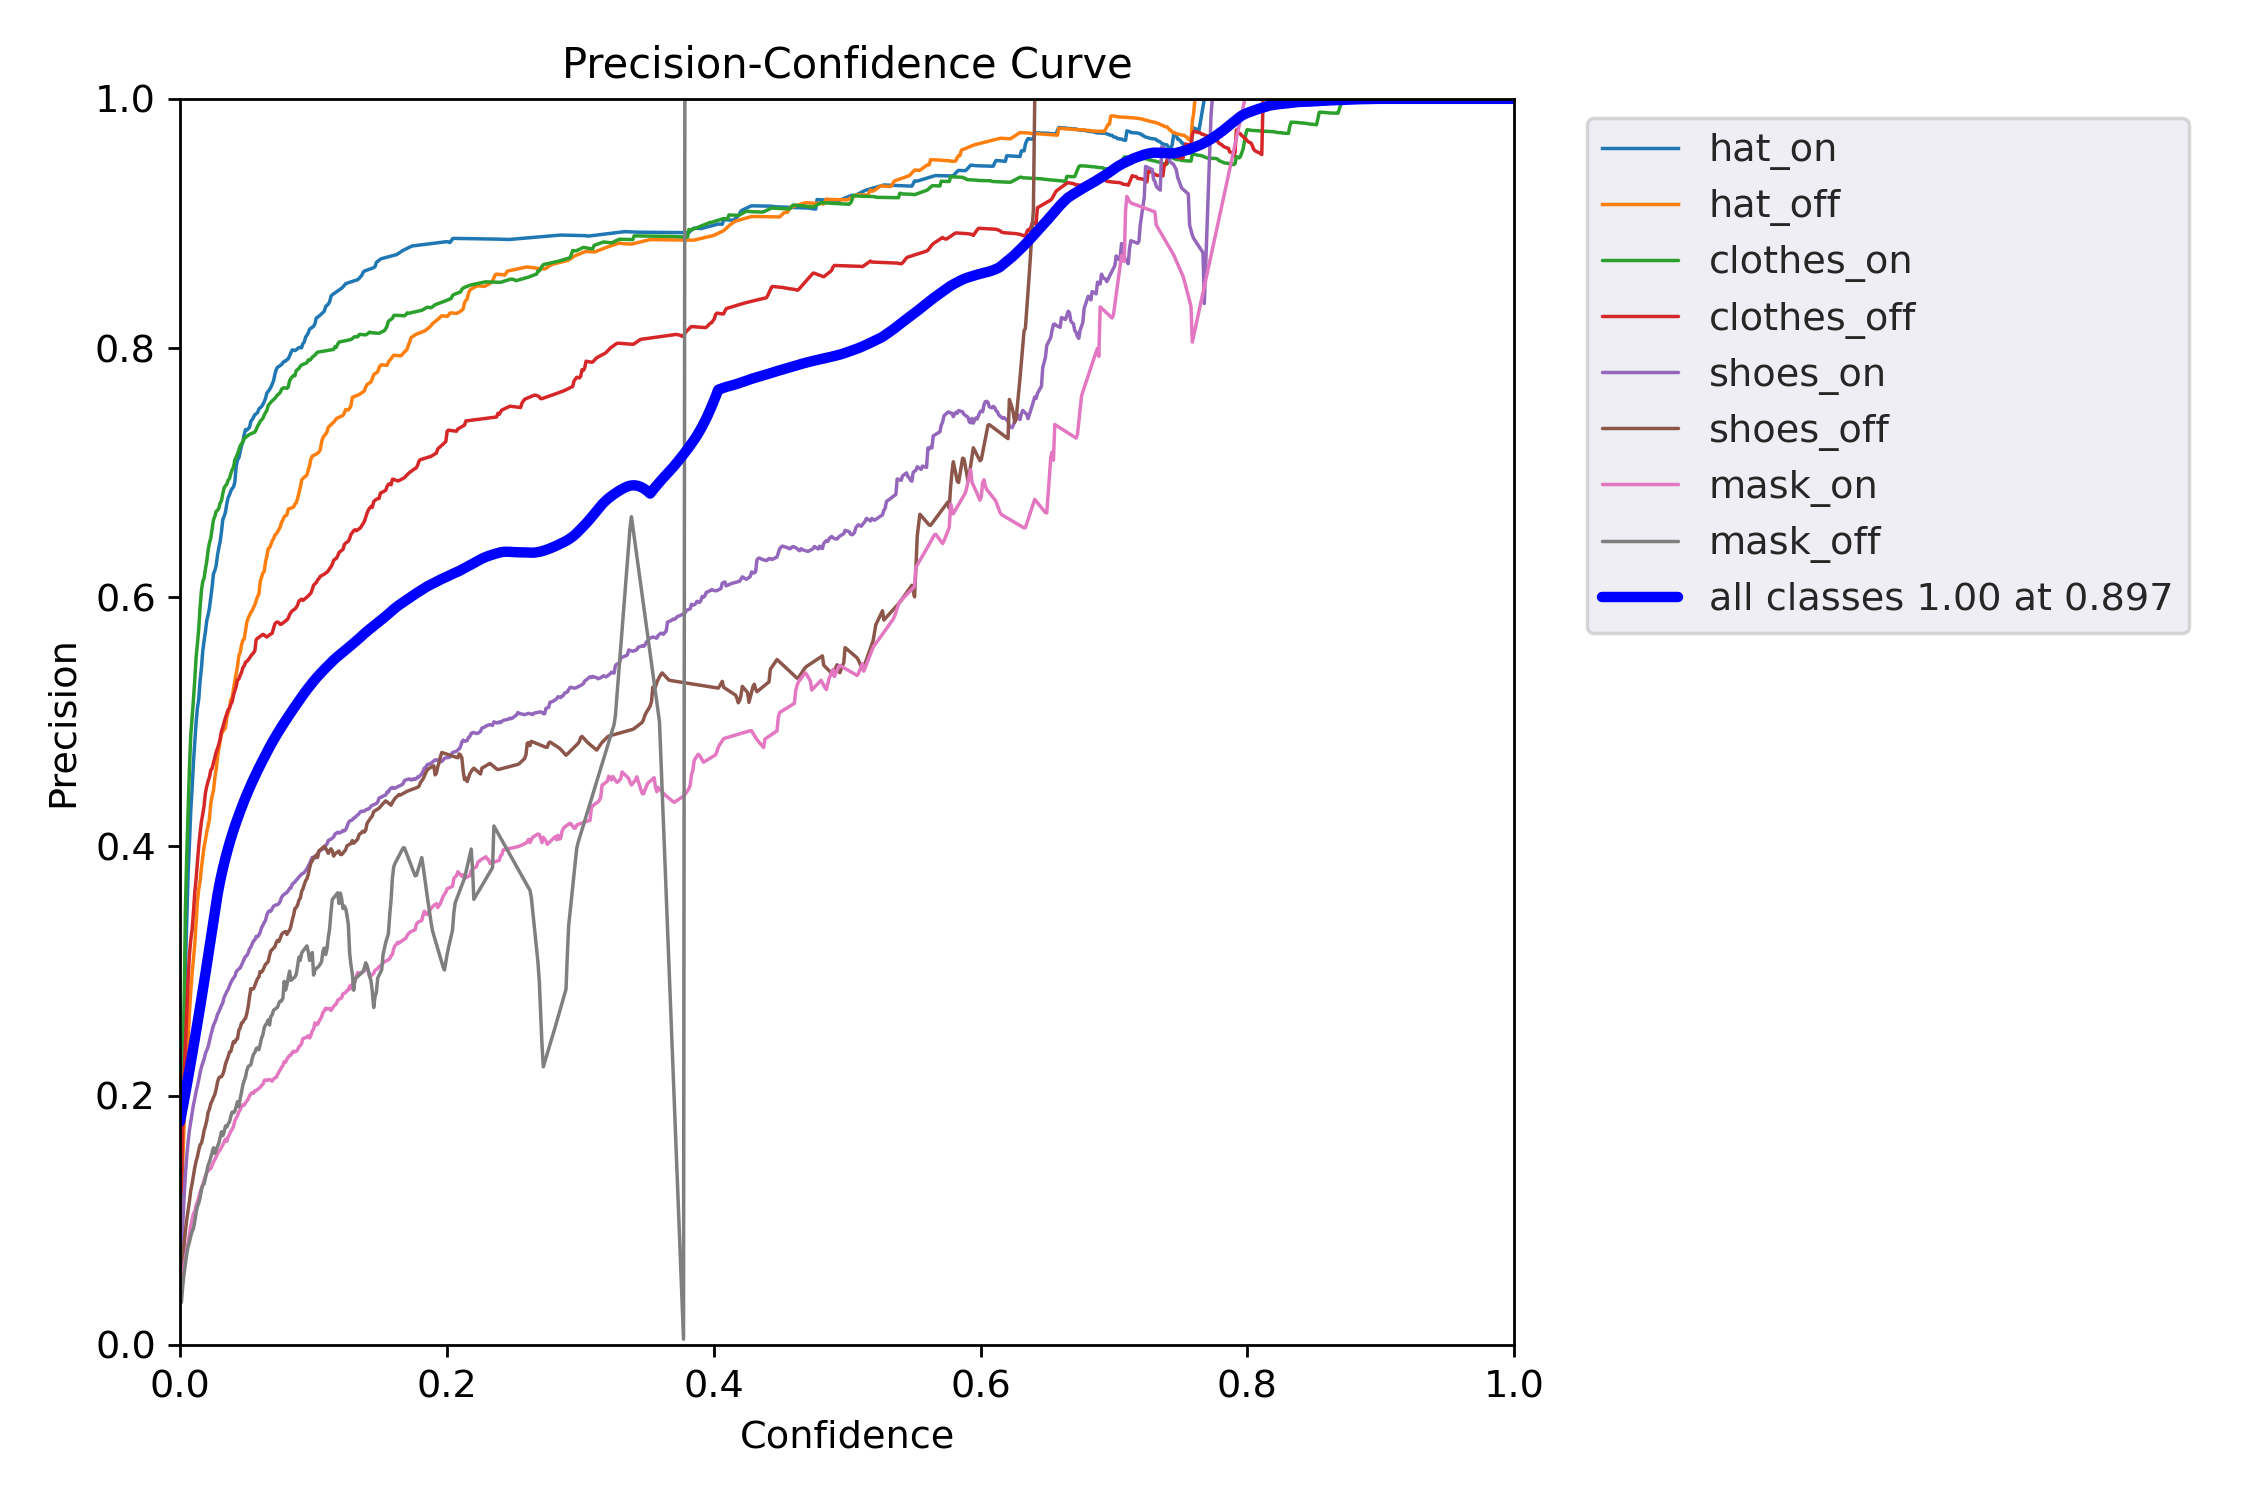 Precision-Confidence Curve
1.0
0.8
0.6
0.4
0.2
0.0
Precision
0.0 0.2 0.4 0.6 0.8 1.0
Confidence
hat_on
hat_off
clothes_on
clothes_off
shoes_on
shoes_off
mask_on
mask_off
all classes 1.00 at 0.897